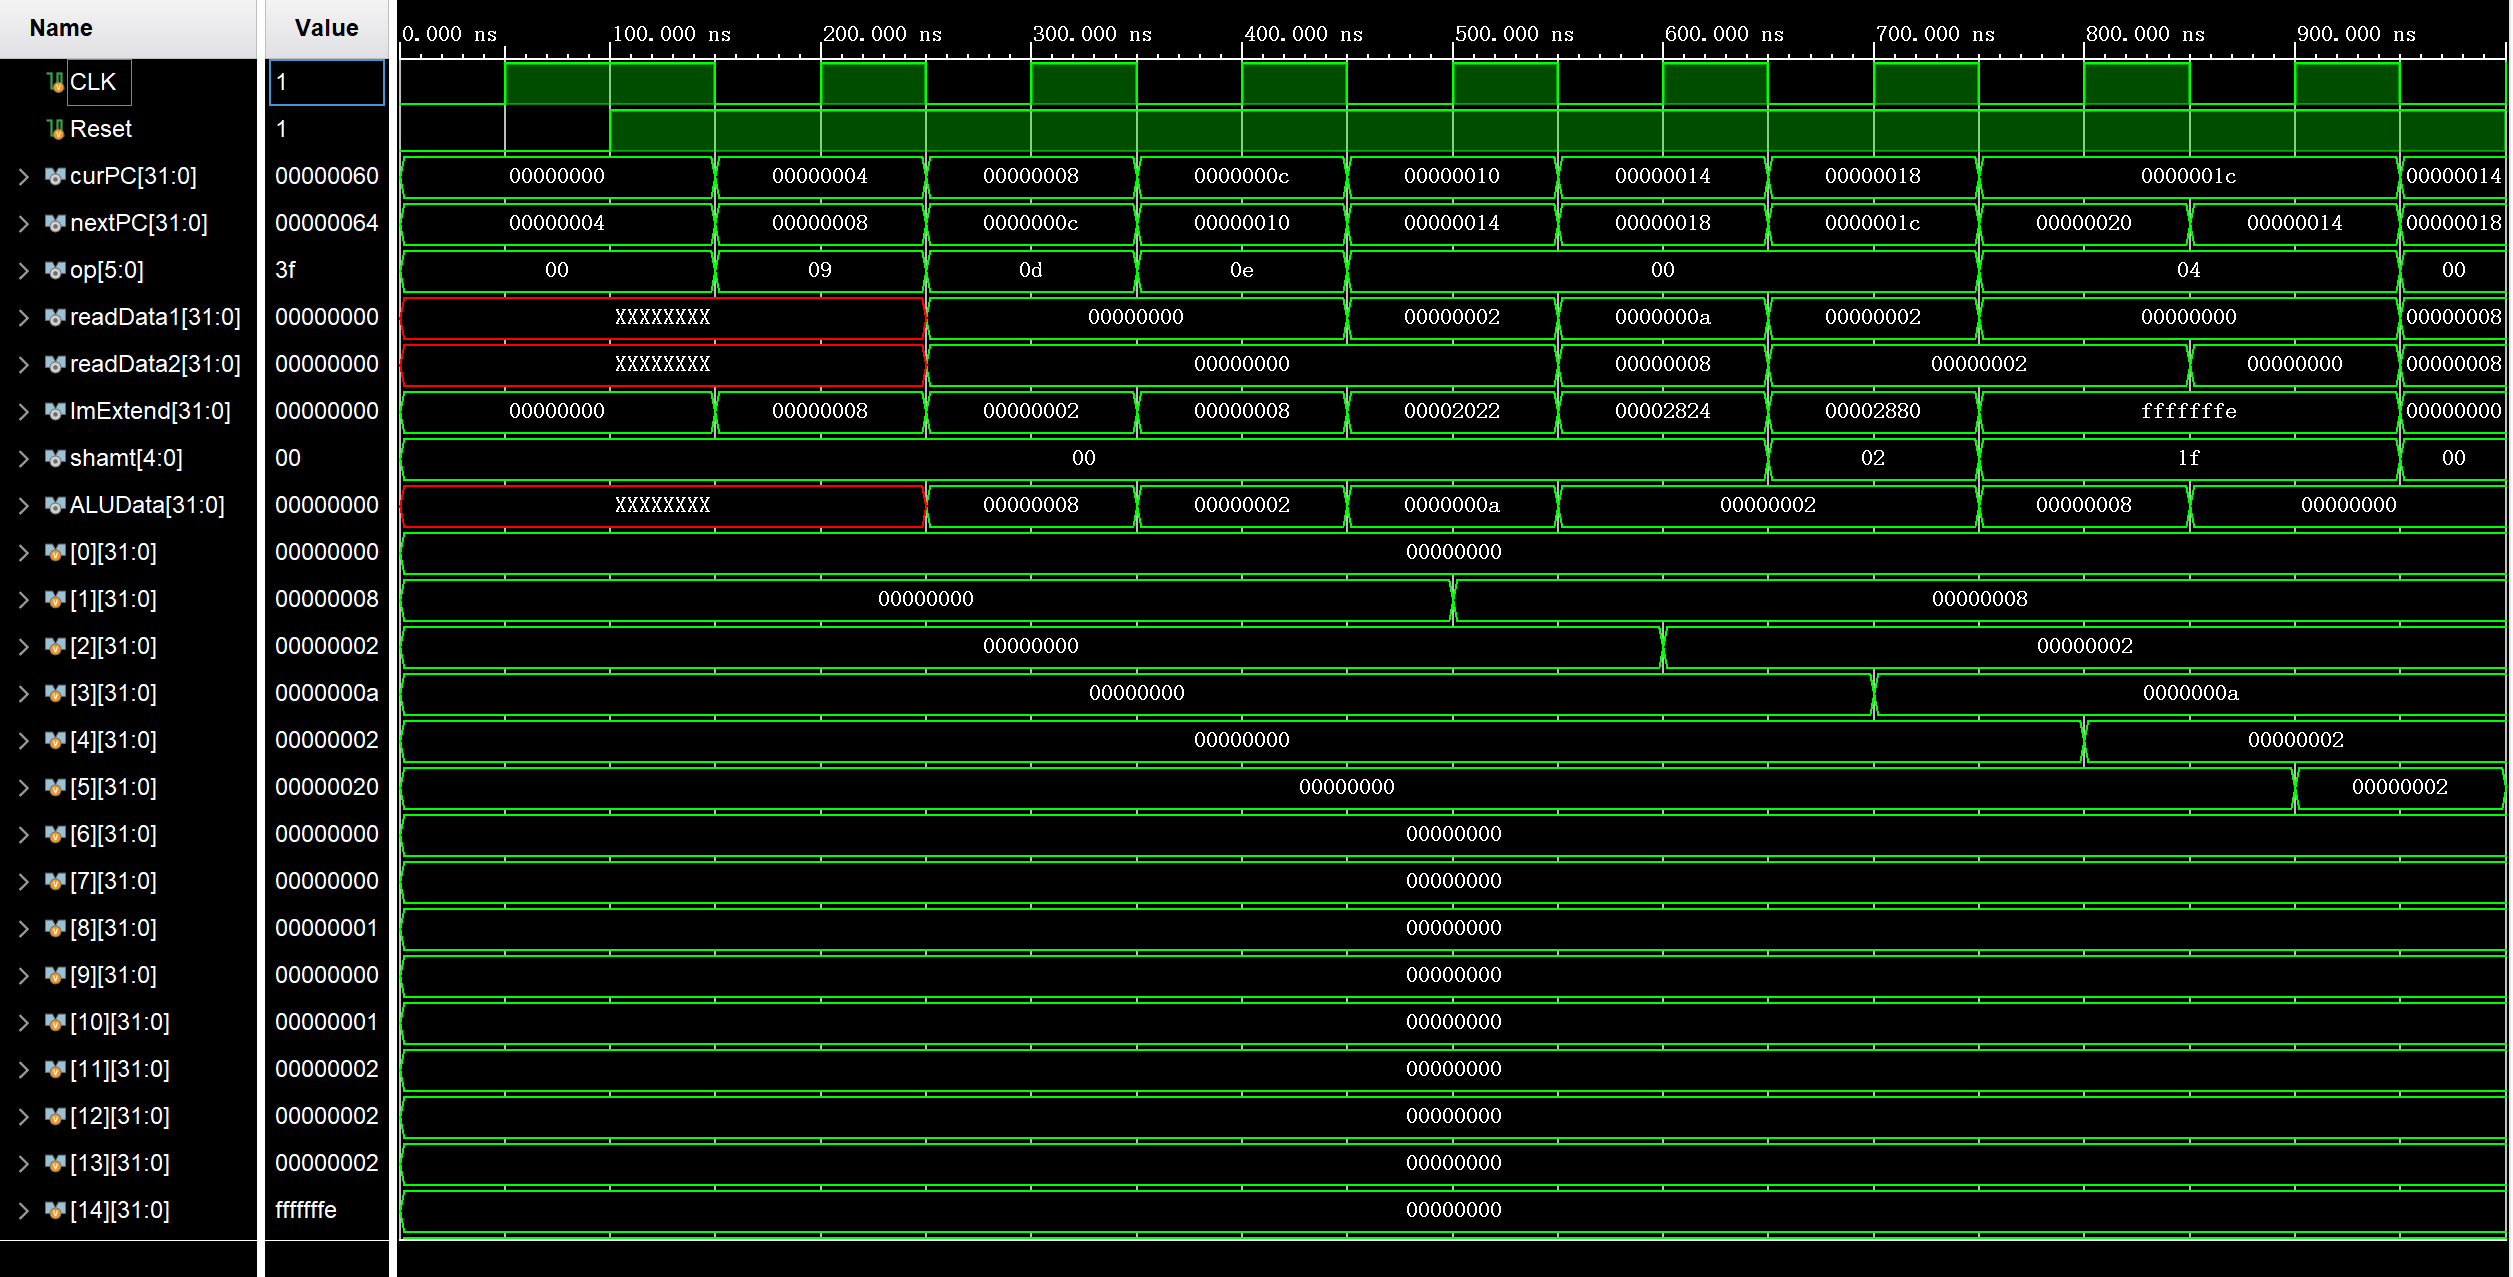 Name Value 0.000 ns 100.000 ns 200.000 ns 300.000 ns 400.000 ns 500.000 ns 600.000 ns 700.000 ns 800.000 ns 900.000 ns
CLK 1
Reset 1
curPC[31:0] 00000060 00000000 00000004 00000008 0000000c 00000010 00000014 00000018 0000001c 00000014
nextPC[31:0] 00000064 00000004 00000008 0000000c 00000010 00000014 00000018 0000001c 00000020 00000014 00000018
op[5:0] 3f 00 09 0d 0e 00 04 00
readData1[31:0] 00000000 XXXXXXXX 00000000 00000002 0000000a 00000002 00000000 00000008
readData2[31:0] 00000000 XXXXXXXX 00000000 00000008 00000002 00000000 00000008
ImExtend[31:0] 00000000 00000000 00000008 00000002 00000008 00002022 00002824 00002880 fffffffe 00000000
shamt[4:0] 00 00 02 1f 00
ALUData[31:0] 00000000 XXXXXXXX 00000008 00000002 0000000a 00000002 00000008 00000000
[0][31:0] 00000000 00000000
[1][31:0] 00000008 00000000 00000008
[2][31:0] 00000002 00000000 00000002
[3][31:0] 0000000a 00000000 0000000a
[4][31:0] 00000002 00000000 00000002
[5][31:0] 00000020 00000000 00000002
[6][31:0] 00000000 00000000
[7][31:0] 00000000 00000000
[8][31:0] 00000001 00000000
[9][31:0] 00000000 00000000
[10][31:0] 00000001 00000000
[11][31:0] 00000002 00000000
[12][31:0] 00000002 00000000
[13][31:0] 00000002 00000000
[14][31:0] fffffffe 00000000